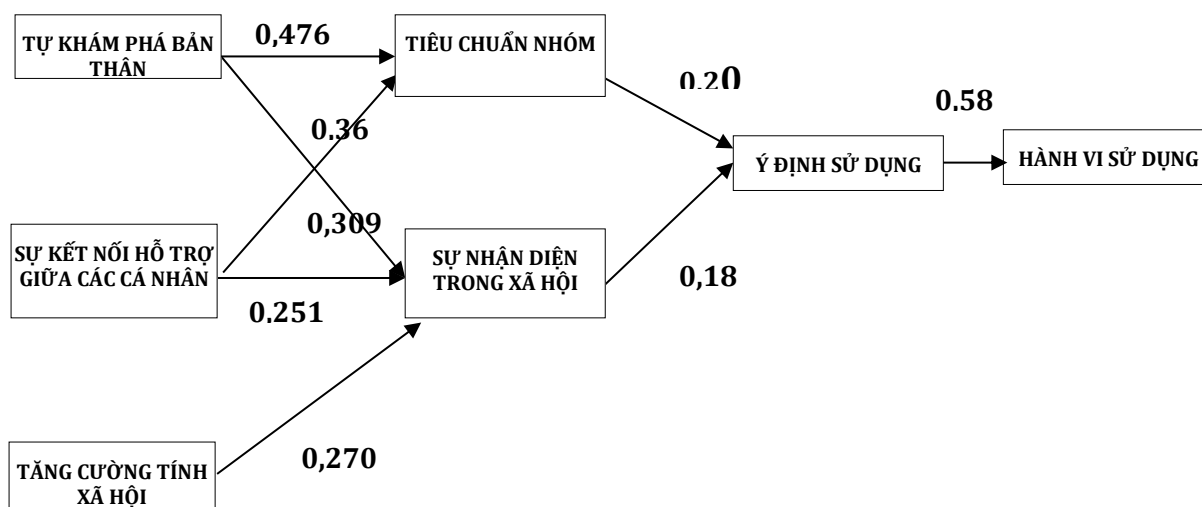 TỰ KHÁM PHÁ BẢN
THÂN
0,476
TIÊU CHUẨN NHÓM
0,20
0,58
0,36
Ý ĐỊNH SỬ DỤNG
HÀNH VI SỬ DỤNG
0,309
SỰ KẾT NỐI HỖ TRỢ
GIỮA CÁC CÁ NHÂN
SỰ NHẬN DIỆN
TRONG XÃ HỘI
0,18
0,251
0,270
TĂNG CƯỜNG TÍNH
XÃ HỘI